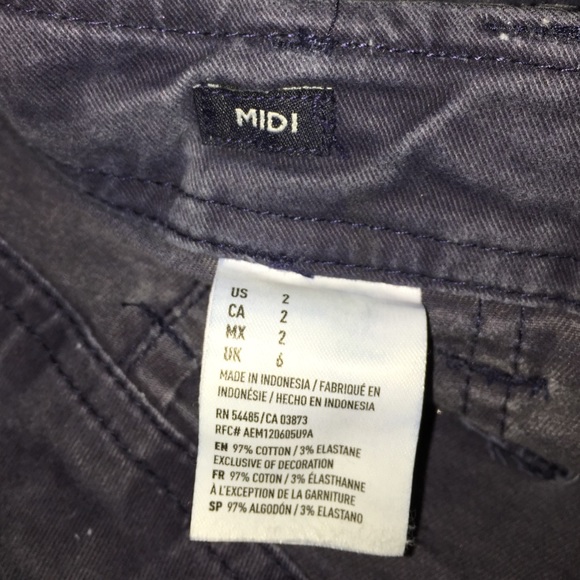 MIDI
US 2
CA 2
MX 2
UK 6
MADE IN INDONESIA / FABRIQUÉ EN
INDONÉSIE / HECHO EN INDONESIA
RN 54485/CA 03873
RFC# AEM120605U9A
EN 97% COTTON / 3% ELASTANE
EXCLUSIVE OF DECORATION
FR 97% COTON / 3% ÉLASTHANNE
À L'EXCEPTION DE LA GARNITURE
SP 97% ALGODÓN / 3% ELASTANO